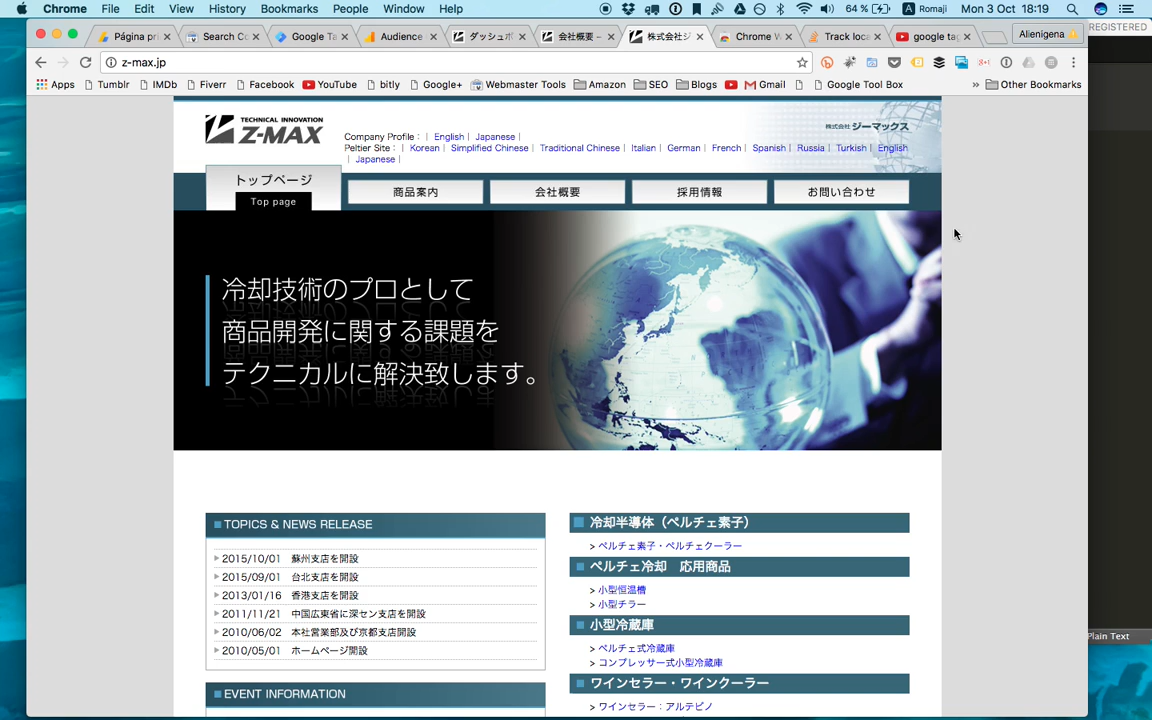 Chrome File Edit View History Bookmarks People Window Help 64 % Romaji Mon 3 Oct 18:19
REGISTERED
Página pr Search Co Google Ta Audience ダッシュボ 会社概要 – 株式会社ジ Chrome W Track loca google tag Alienigena
z-max.jp
Apps Tumblr IMDb Fiverr Facebook YouTube bitly Google+ Webmaster Tools Amazon SEO Blogs Gmail Google Tool Box » Other Bookmarks
TECHNICAL INNOVATION
Z-MAX
株式会社 ジーマックス
Company Profile : | English | Japanese |
Peltier Site : | Korean | Simplified Chinese | Traditional Chinese | Italian | German | French | Spanish | Russia | Turkish | English
| Japanese |
トップページ 商品案内 会社概要 採用情報 お問い合わせ
Top page
冷却技術のプロとして
商品開発に関する課題を
テクニカルに解決致します。
TOPICS & NEWS RELEASE
2015/10/01 蘇州支店を開設
2015/09/01 台北支店を開設
2013/01/16 香港支店を開設
2011/11/21 中国広東省に深セン支店を開設
2010/06/02 本社営業部及び京都支店開設
2010/05/01 ホームページ開設
EVENT INFORMATION
冷却半導体（ペルチェ素子）
> ペルチェ素子・ペルチェクーラー
ペルチェ冷却 応用商品
> 小型恒温槽
> 小型チラー
小型冷蔵庫
> ペルチェ式冷蔵庫
> コンプレッサー式小型冷蔵庫
ワインセラー・ワインクーラー
> ワインセラー：アルテビノ
Plain Text